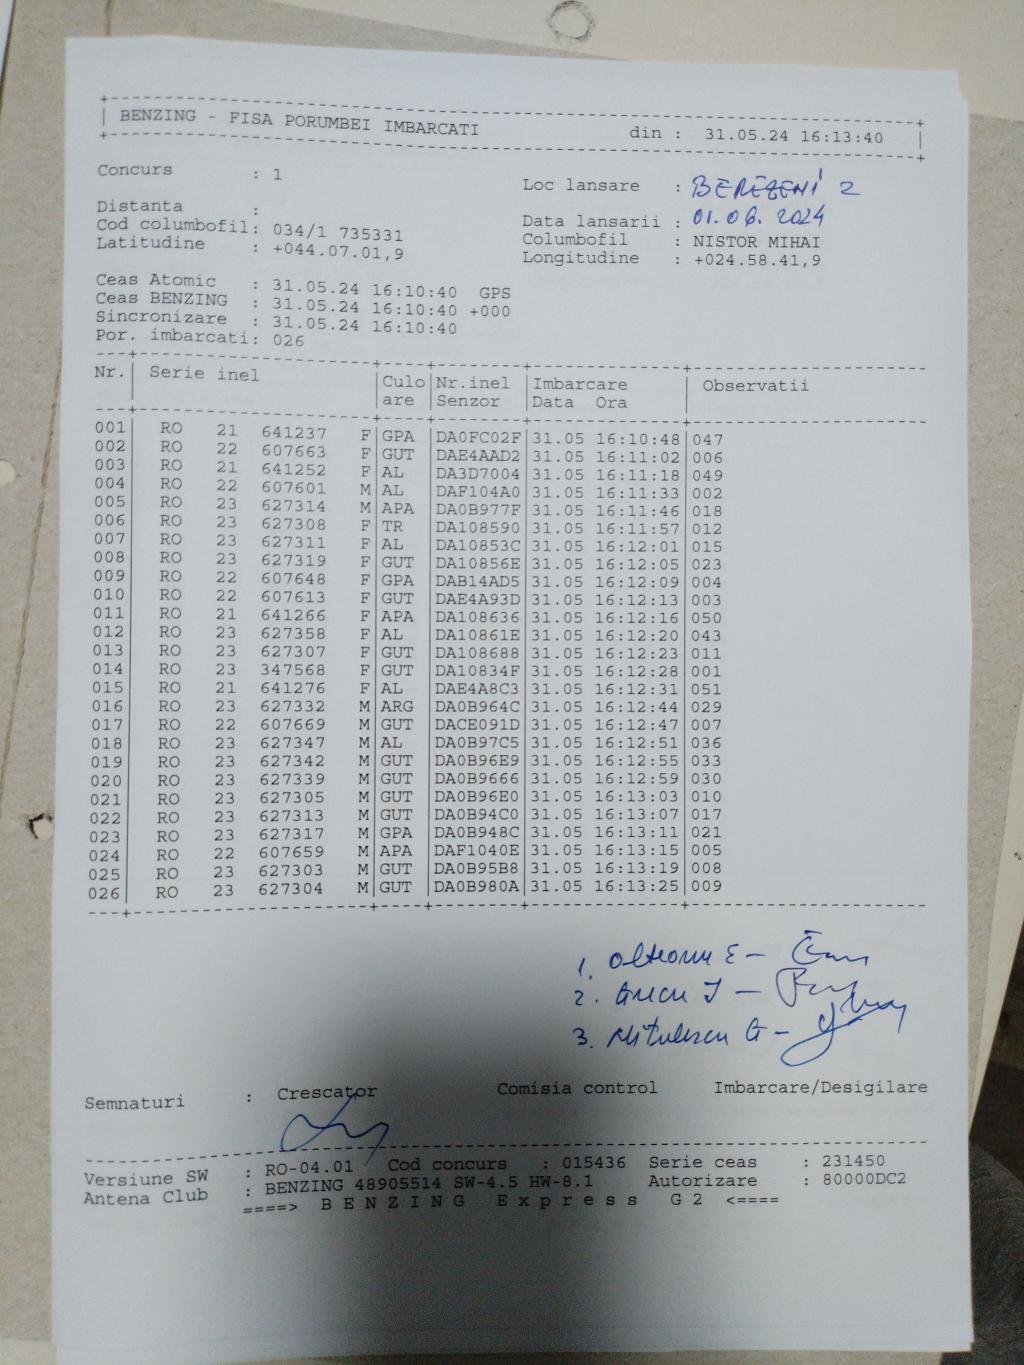 BENZING - FISA PORUMBEI IMBARCATI din : 31.05.24 16:13:40
Concurs : 1 Loc lansare : BEREZENI 2
Distanta : Data lansarii : 01.06.2024
Cod columbofil: 034/1 735331 Columbofil : NISTOR MIHAI
Latitudine : +044.07.01,9 Longitudine : +024.58.41,9
Ceas Atomic : 31.05.24 16:10:40 GPS
Ceas BENZING : 31.05.24 16:10:40 +000
Sincronizare : 31.05.24 16:10:40
Por. imbarcati: 026
Nr. Serie inel Culo Nr.inel Imbarcare Observatii
are Senzor Data Ora
001 RO 21 641237 F GPA DA0FC02F 31.05 16:10:48 047
002 RO 22 607663 F GUT DAE4AAD2 31.05 16:11:02 006
003 RO 21 641252 F AL DA3D7004 31.05 16:11:18 049
004 RO 22 607601 M AL DAF104A0 31.05 16:11:33 002
005 RO 23 627314 M APA DA0B977F 31.05 16:11:46 018
006 RO 23 627308 F TR DA108590 31.05 16:11:57 012
007 RO 23 627311 F AL DA10853C 31.05 16:12:01 015
008 RO 23 627319 F GUT DA10856E 31.05 16:12:05 023
009 RO 22 607648 F GPA DAB14AD5 31.05 16:12:09 004
010 RO 22 607613 F GUT DAE4A93D 31.05 16:12:13 003
011 RO 21 641266 F APA DA108636 31.05 16:12:16 050
012 RO 23 627358 F AL DA10861E 31.05 16:12:20 043
013 RO 23 627307 F GUT DA108688 31.05 16:12:23 011
014 RO 23 347568 F GUT DA10834F 31.05 16:12:28 001
015 RO 21 641276 F AL DAE4A8C3 31.05 16:12:31 051
016 RO 23 627332 M ARG DA0B964C 31.05 16:12:44 029
017 RO 22 607669 M GUT DACE091D 31.05 16:12:47 007
018 RO 23 627347 M AL DA0B97C5 31.05 16:12:51 036
019 RO 23 627342 M GUT DA0B96E9 31.05 16:12:55 033
020 RO 23 627339 M GUT DA0B9666 31.05 16:12:59 030
021 RO 23 627305 M GUT DA0B96E0 31.05 16:13:03 010
022 RO 23 627313 M GUT DA0B94C0 31.05 16:13:07 017
023 RO 23 627317 M GPA DA0B948C 31.05 16:13:11 021
024 RO 22 607659 M APA DAF1040E 31.05 16:13:15 005
025 RO 23 627303 M GUT DA0B95B8 31.05 16:13:19 008
026 RO 23 627304 M GUT DA0B980A 31.05 16:13:25 009
1. Olteanu E -
2. Grecu I -
3. Nitulescu G -
Semnaturi : Crescator Comisia control Imbarcare/Desigilare
Versiune SW : RO-04.01 Cod concurs : 015436 Serie ceas : 231450
Antena Club : BENZING 48905514 SW-4.5 HW-8.1 Autorizare : 80000DC2
====> BENZING Express G2 <====